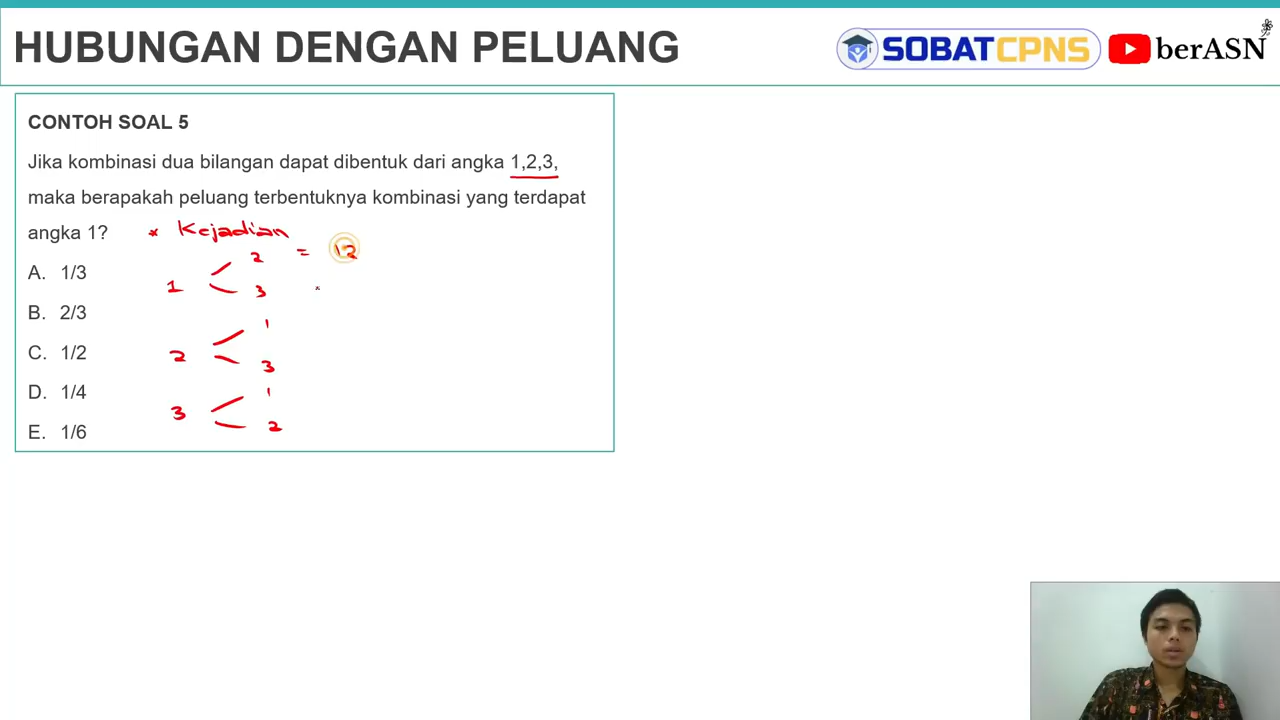 HUBUNGAN DENGAN PELUANG
SOBATCPNS
berASN
CONTOH SOAL 5
Jika kombinasi dua bilangan dapat dibentuk dari angka 1,2,3,
maka berapakah peluang terbentuknya kombinasi yang terdapat
angka 1?
* Kejadian
A. 1/3
B. 2/3
C. 1/2
D. 1/4
E. 1/6
1 < 2 = 12
3
2 < 1
3
3 < 1
2